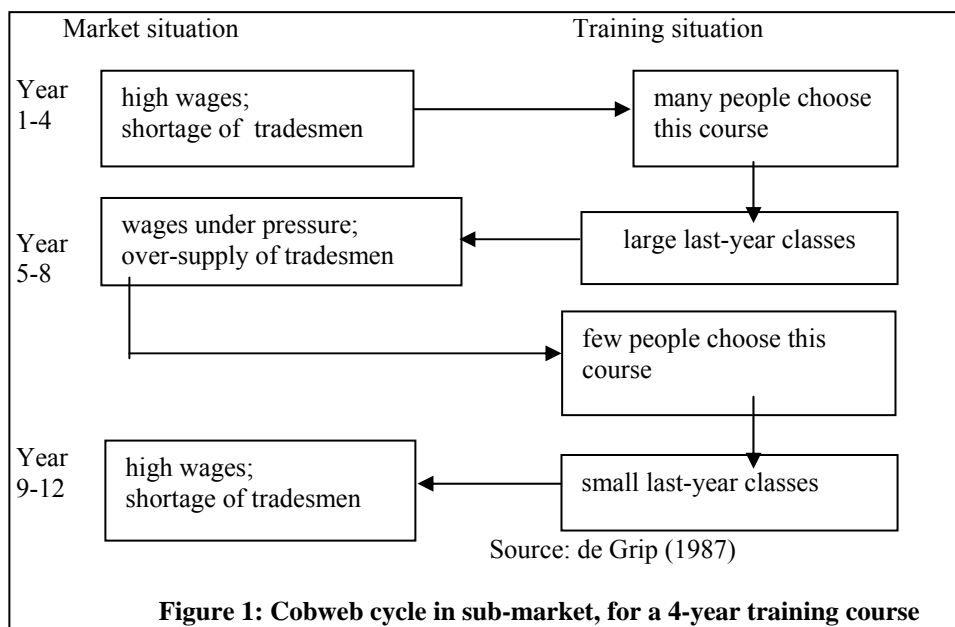 Market situation
Training situation
Year
1-4
high wages;
shortage of tradesmen
many people choose
this course
Year
5-8
wages under pressure;
over-supply of tradesmen
large last-year classes
few people choose this
course
Year
9-12
high wages;
shortage of tradesmen
small last-year classes
Source: de Grip (1987)
Figure 1: Cobweb cycle in sub-market, for a 4-year training course